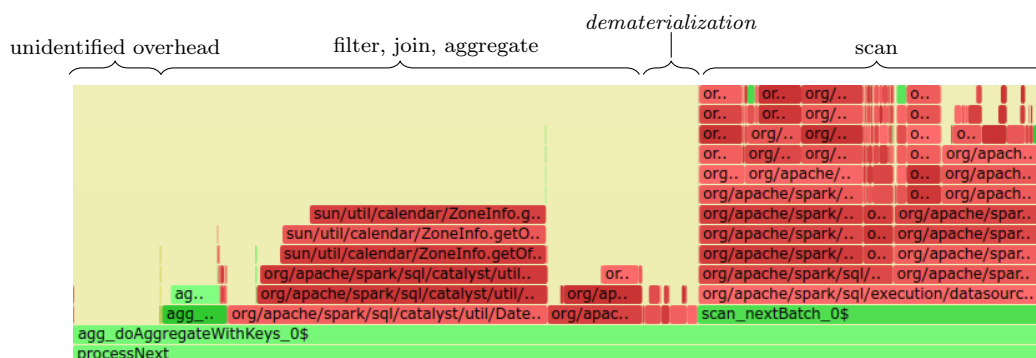 dematerialization
unidentified overhead filter, join, aggregate scan
or.. or.. org/.. o..
or.. or.. org/.. o..
or.. org/.. org/.. o.. o..
or.. org/.. org/.. o.. org/apach..
org.. org/apache/.. o.. org/apach..
org/apache/spark/.. o.. org/apach..
sun/util/calendar/ZoneInfo.g.. org/apache/spark/.. o.. org/apache/spar..
sun/util/calendar/ZoneInfo.getO.. org/apache/spark/.. o.. org/apache/spar..
sun/util/calendar/ZoneInfo.getOf.. org/apache/spark/.. o.. org/apache/spar..
org/apache/spark/sql/catalyst/util.. or.. org/apache/spark/sql/.. org/apache/spar..
ag.. org/apache/spark/sql/catalyst/util/.. org/ap.. org/apache/spark/sql/execution/datasourc..
agg_.. org/apache/spark/sql/catalyst/util/Date.. org/apac.. scan_nextBatch_0$
agg_doAggregateWithKeys_0$
processNext